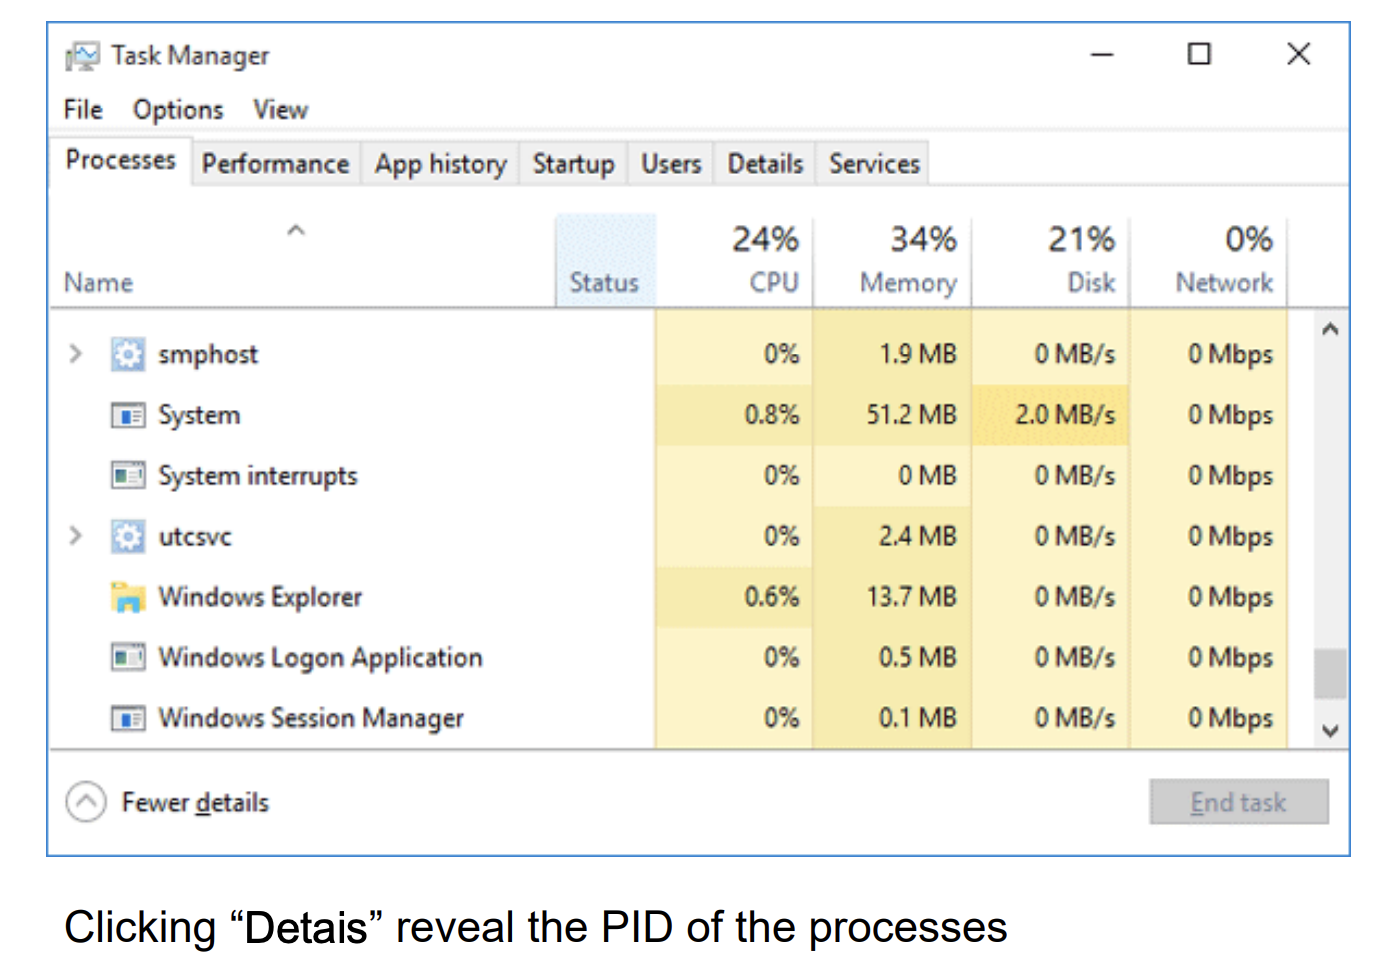 Task Manager
File Options View
Processes Performance App history Startup Users Details Services
24% 34% 21% 0%
Name Status CPU Memory Disk Network
smphost 0% 1.9 MB 0 MB/s 0 Mbps
System 0.8% 51.2 MB 2.0 MB/s 0 Mbps
System interrupts 0% 0 MB 0 MB/s 0 Mbps
utcsvc 0% 2.4 MB 0 MB/s 0 Mbps
Windows Explorer 0.6% 13.7 MB 0 MB/s 0 Mbps
Windows Logon Application 0% 0.5 MB 0 MB/s 0 Mbps
Windows Session Manager 0% 0.1 MB 0 MB/s 0 Mbps
Fewer details End task
Clicking “Detais” reveal the PID of the processes